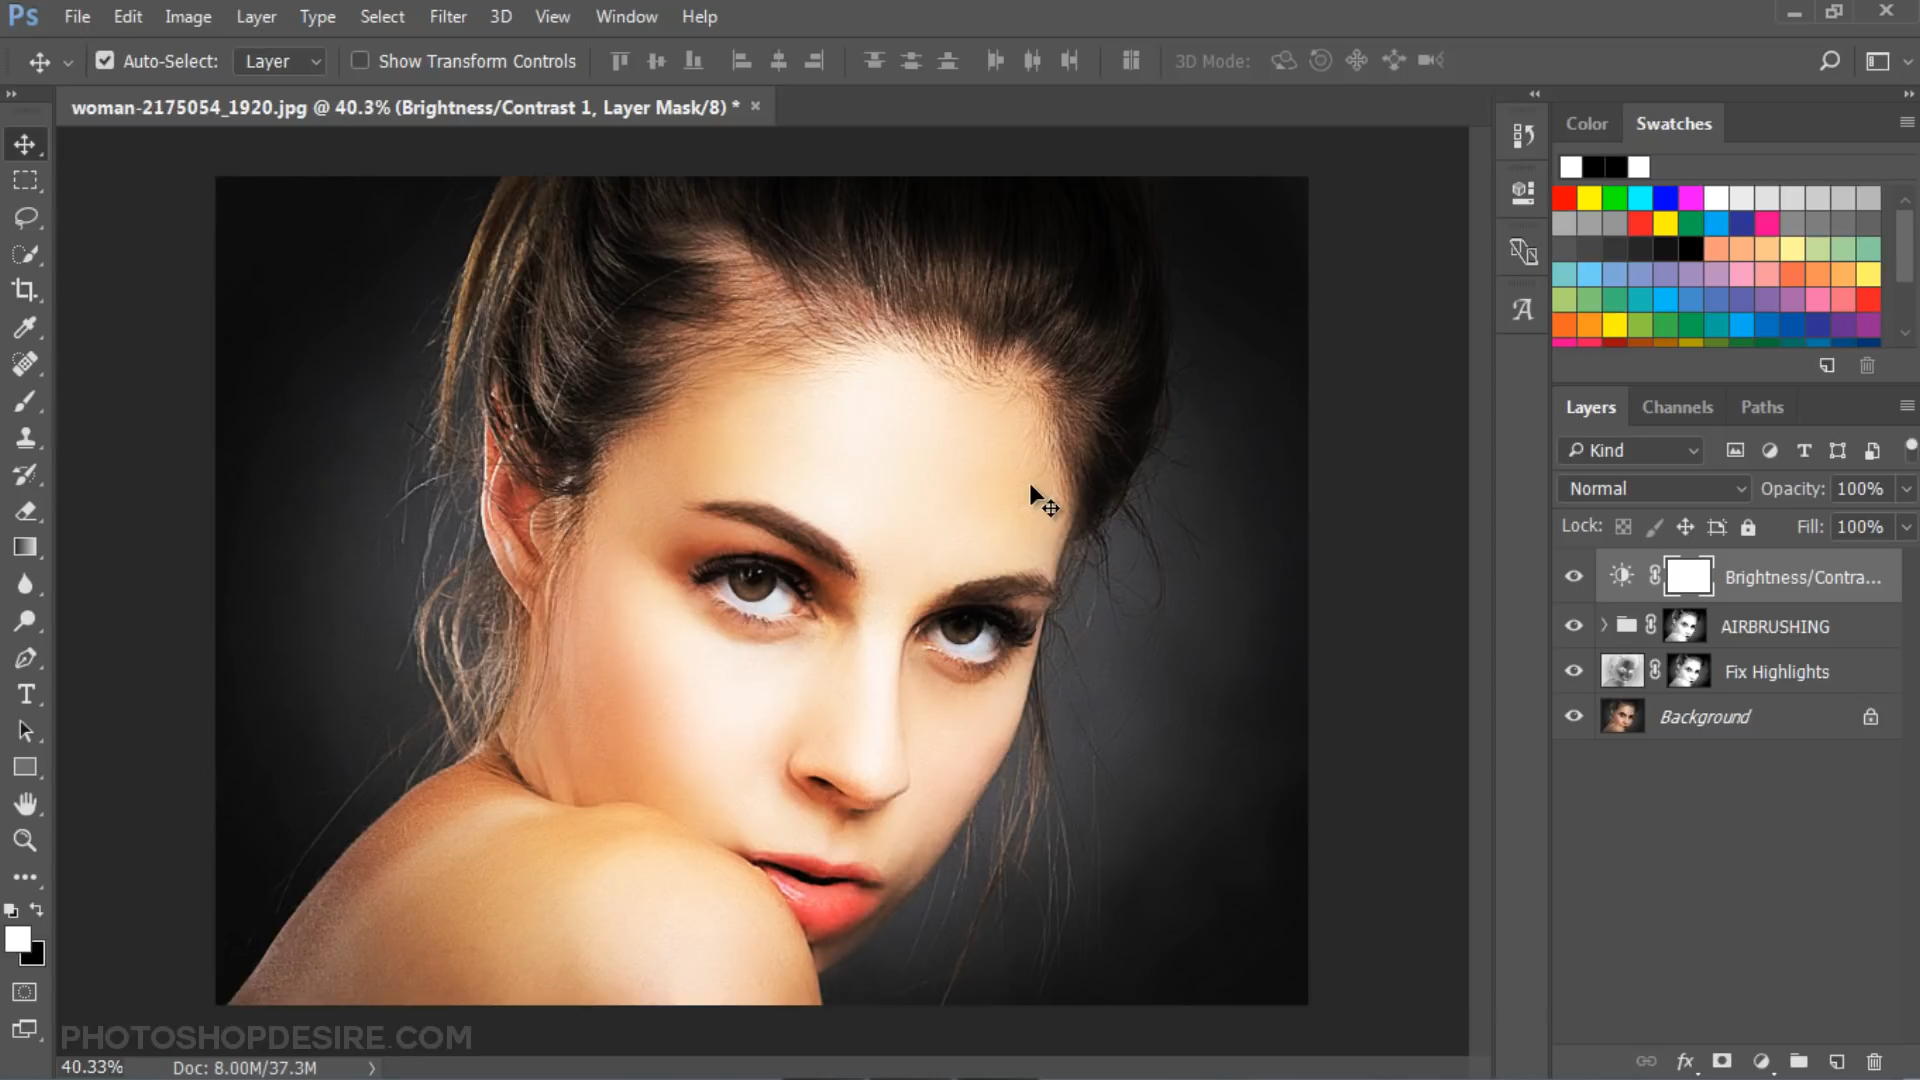 Ps File Edit Image Layer Type Select Filter 3D View Window Help
Auto-Select: Layer Show Transform Controls 3D Mode:
woman-2175054_1920.jpg @ 40.3% (Brightness/Contrast 1, Layer Mask/8) * ×
Color Swatches
Layers Channels Paths
Kind
Normal Opacity: 100%
Lock: Fill: 100%
Brightness/Contra...
AIRBRUSHING
Fix Highlights
Background
PHOTOSHOPDESIRE.COM
40.33% Doc: 8.00M/37.3M